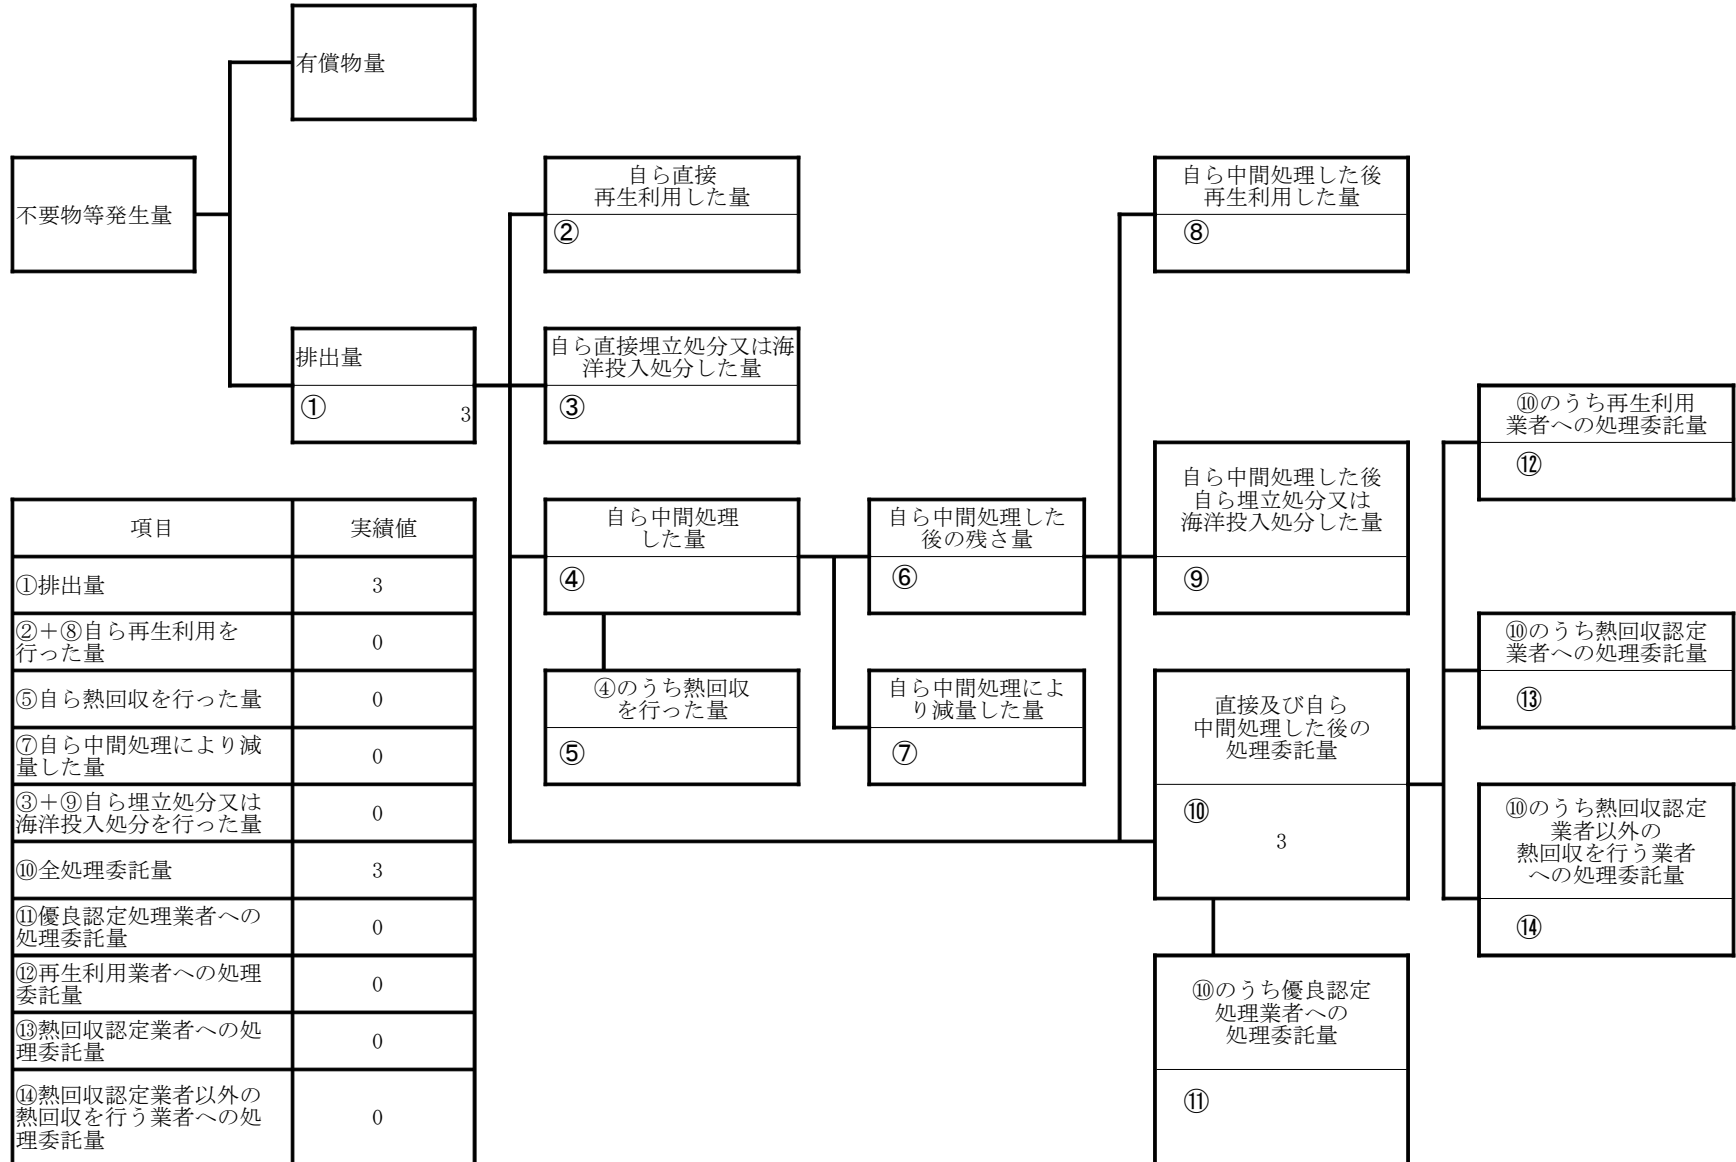 有償物量
不要物等発生量
自ら直接
再生利用した量
②
自ら中間処理した後
再生利用した量
⑧
排出量
① 3
自ら直接埋立処分又は海
洋投入処分した量
③
⑩のうち再生利用
業者への処理委託量
⑫
自ら中間処理した後
自ら埋立処分又は
海洋投入処分した量
⑨
自ら中間処理
した量
④
自ら中間処理した
後の残さ量
⑥
⑩のうち熱回収認定
業者への処理委託量
⑬
④のうち熱回収
を行った量
⑤
自ら中間処理によ
り減量した量
⑦
直接及び自ら
中間処理した後の
処理委託量
⑩
3
⑩のうち熱回収認定
業者以外の
熱回収を行う業者
への処理委託量
⑭
⑩のうち優良認定
処理業者への
処理委託量
⑪
項目 実績値
①排出量 3
②+⑧自ら再生利用を
行った量 0
⑤自ら熱回収を行った量 0
⑦自ら中間処理により減
量した量 0
③+⑨自ら埋立処分又は
海洋投入処分を行った量 0
⑩全処理委託量 3
⑪優良認定処理業者への
処理委託量 0
⑫再生利用業者への処理
委託量 0
⑬熱回収認定業者への処
理委託量 0
⑭熱回収認定業者以外の
熱回収を行う業者への処
理委託量 0